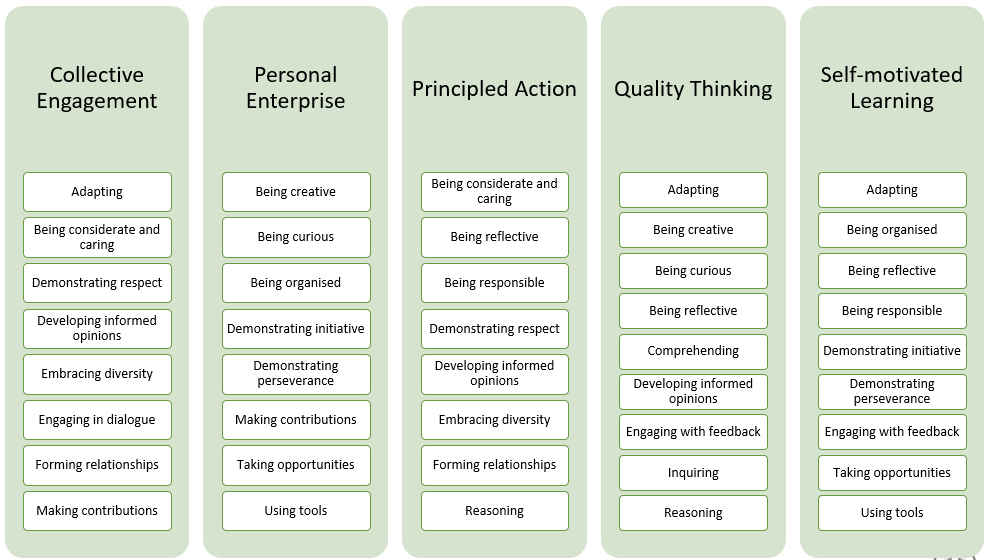 Collective
Engagement
Adapting
Being considerate and
caring
Demonstrating respect
Developing informed
opinions
Embracing diversity
Engaging in dialogue
Forming relationships
Making contributions
Personal
Enterprise
Being creative
Being curious
Being organised
Demonstrating initiative
Demonstrating
perseverance
Making contributions
Taking opportunities
Using tools
Principled Action
Being considerate and
caring
Being reflective
Being responsible
Demonstrating respect
Developing informed
opinions
Embracing diversity
Forming relationships
Reasoning
Quality Thinking
Adapting
Being creative
Being curious
Being reflective
Comprehending
Developing informed
opinions
Engaging with feedback
Inquiring
Reasoning
Self-motivated
Learning
Adapting
Being organised
Being reflective
Being responsible
Demonstrating initiative
Demonstrating
perseverance
Engaging with feedback
Taking opportunities
Using tools